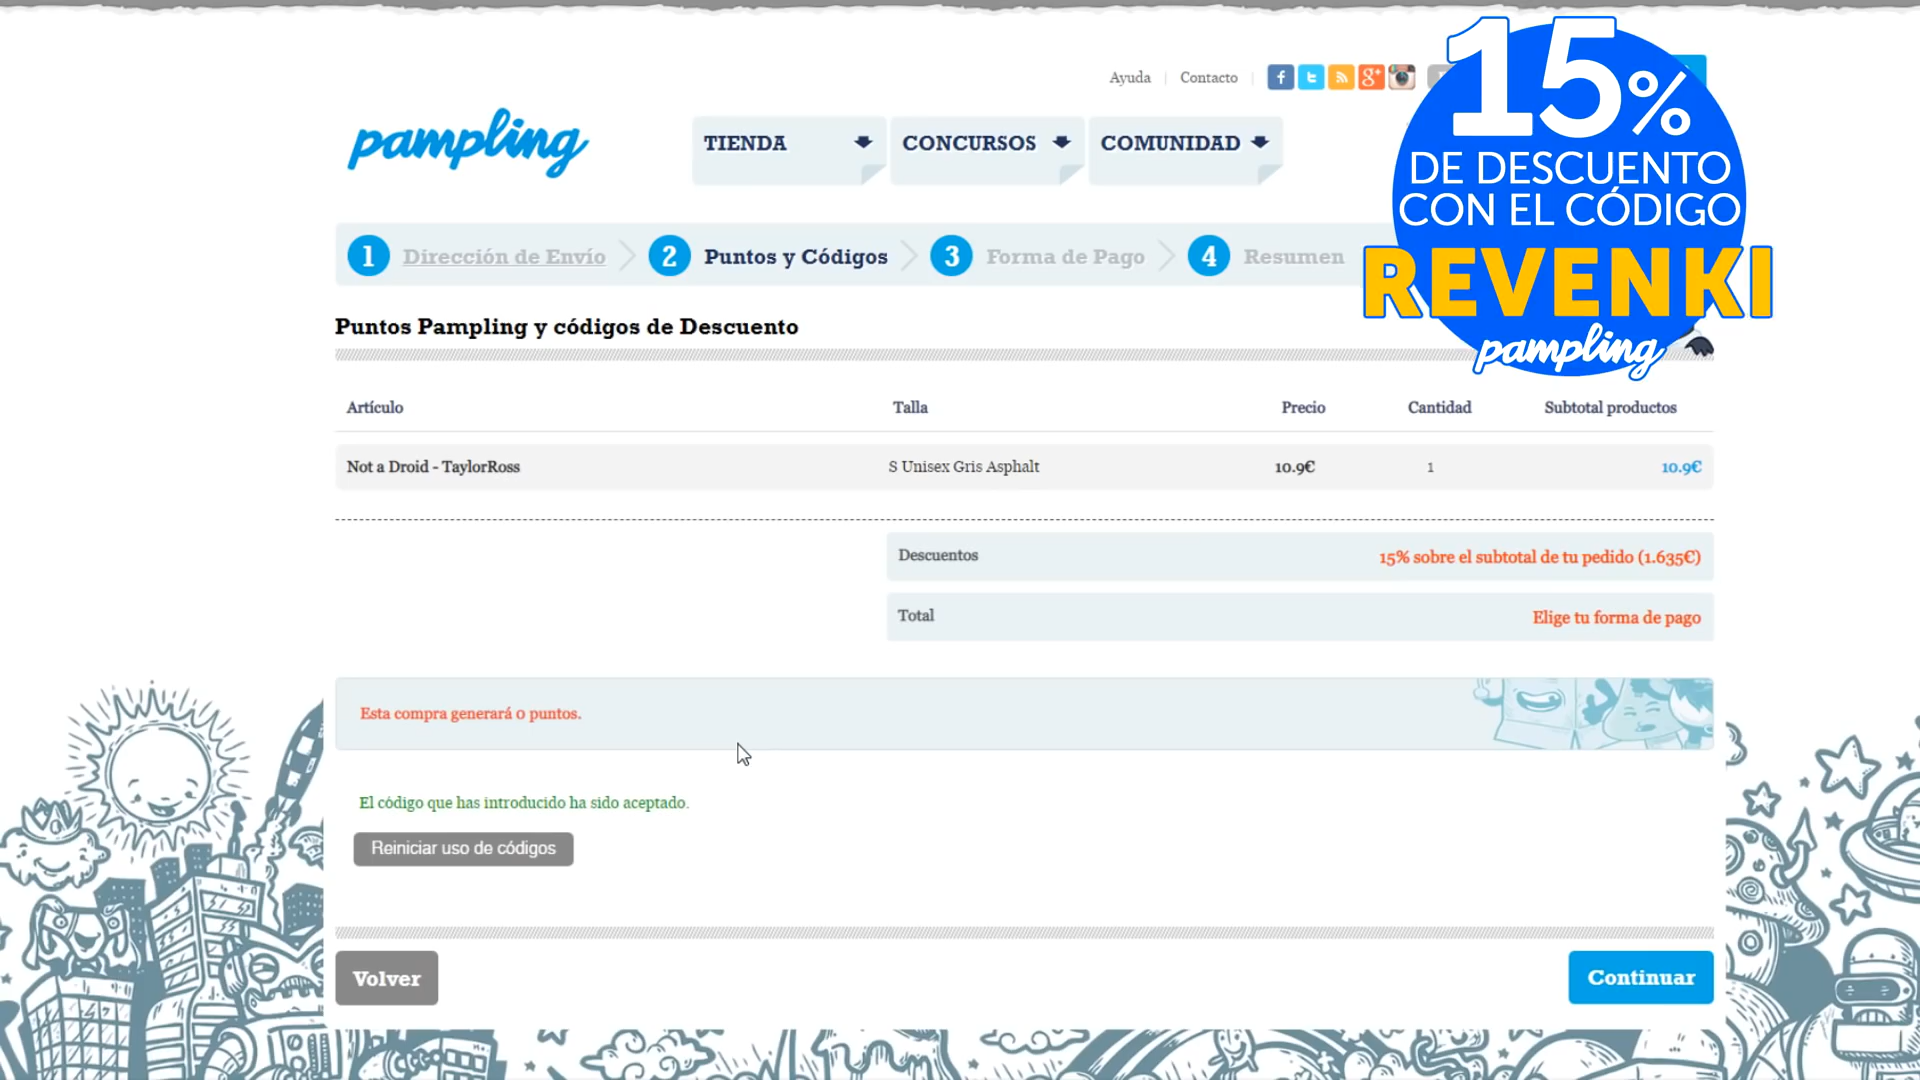 Ayuda
Contacto
15%
DE DESCUENTO
CON EL CÓDIGO
REVENKI
pampling
pampling
TIENDA
CONCURSOS
COMUNIDAD
1 Dirección de Envío
2 Puntos y Códigos
3 Forma de Pago
4 Resumen
Puntos Pampling y códigos de Descuento
Artículo Talla Precio Cantidad Subtotal productos
Not a Droid - TaylorRoss S Unisex Gris Asphalt 10.9€ 1 10.9€
Descuentos 15% sobre el subtotal de tu pedido (1.635€)
Total Elige tu forma de pago
Esta compra generará 0 puntos.
El código que has introducido ha sido aceptado.
Reiniciar uso de códigos
Volver
Continuar